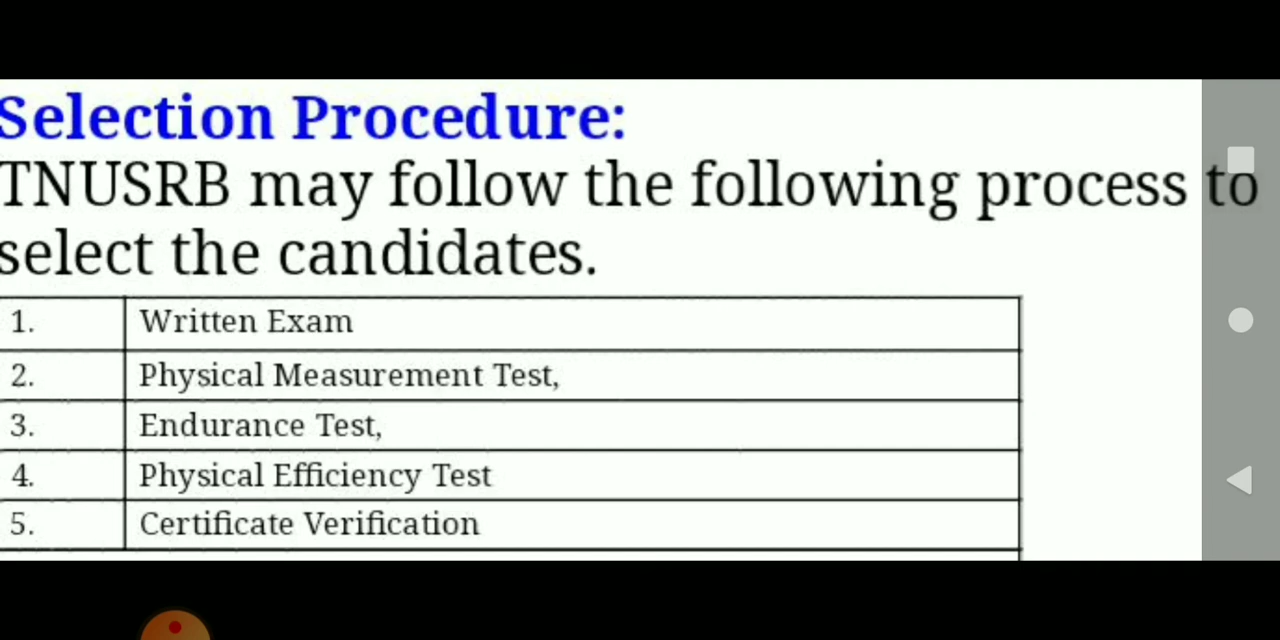 Selection Procedure:
TNUSRB may follow the following process to
select the candidates.
1. Written Exam
2. Physical Measurement Test,
3. Endurance Test,
4. Physical Efficiency Test
5. Certificate Verification